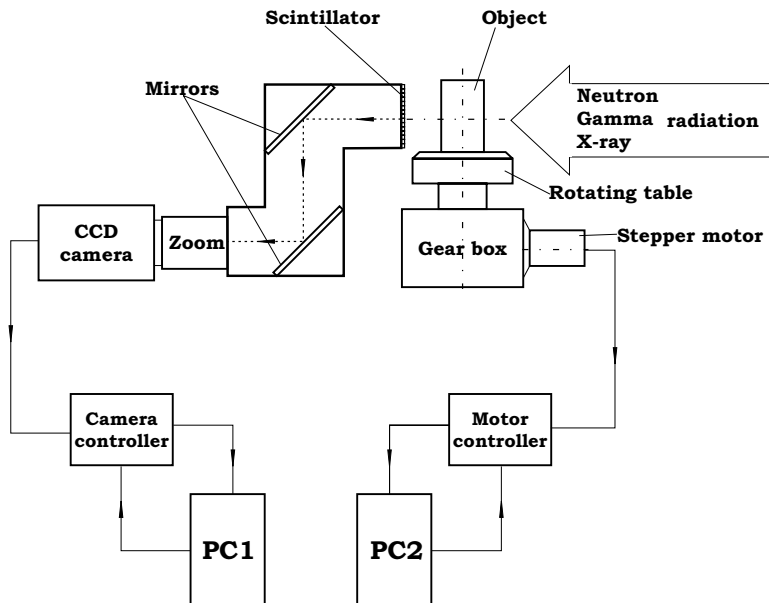 Scintillator
Object
Mirrors
Neutron
Gamma radiation
X-ray
Rotating table
CCD
camera
Zoom
Gear box
Stepper motor
Camera
controller
Motor
controller
PC1
PC2